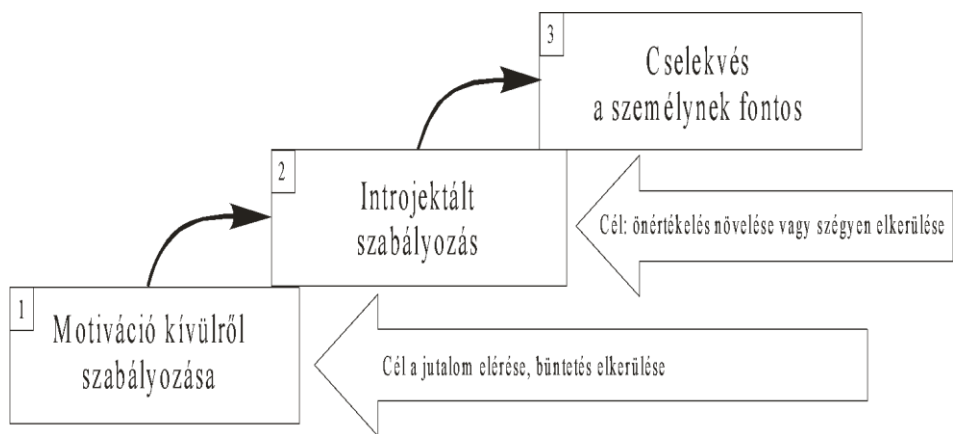 3
Cselekvés
a személynek fontos
2
Introjektált
szabályozás
Cél: önértékelés növelése vagy szégyen elkerülése
1
Motiváció kívülről
szabályozása
Cél a jutalom elérése, büntetés elkerülése